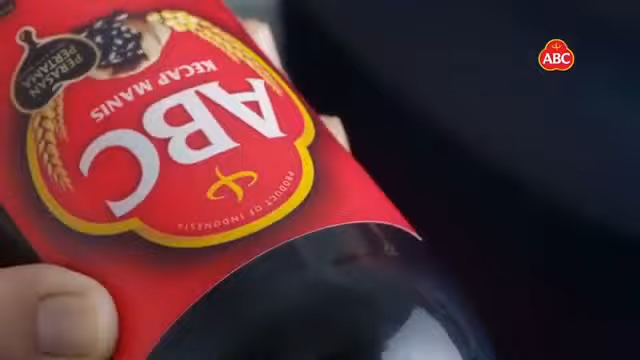 ABC
PERASAN
PERTAMA
KECAP MANIS
ABC
PRODUCT OF INDONESIA